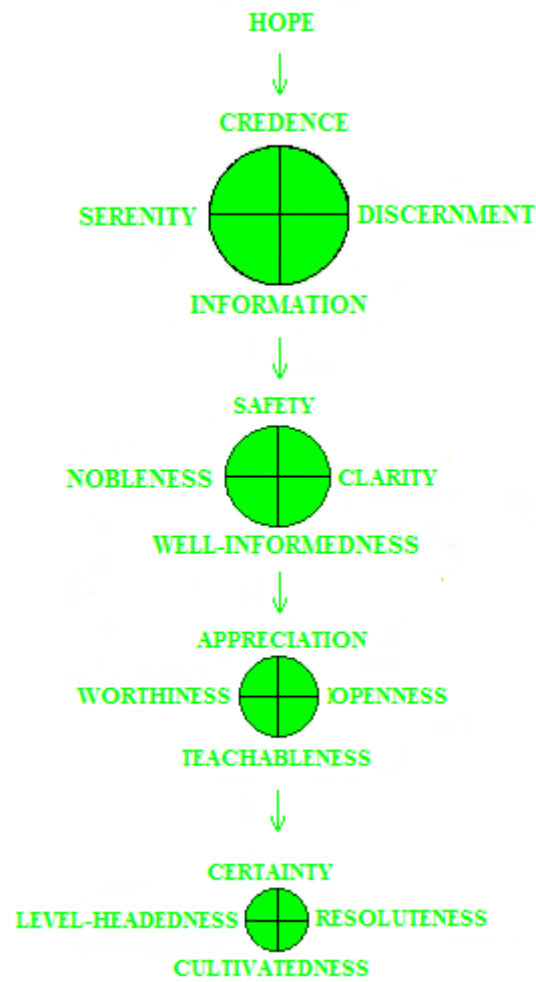 HOPE
CREDENCE
SERENITY DISCERNMENT
INFORMATION
SAFETY
NOBLENESS CLARITY
WELL-INFORMEDNESS
APPRECIATION
WORTHINESS OPENNESS
TEACHABLENESS
CERTAINTY
LEVEL-HEADEDNESS RESOLUTENESS
CULTIVATEDNESS